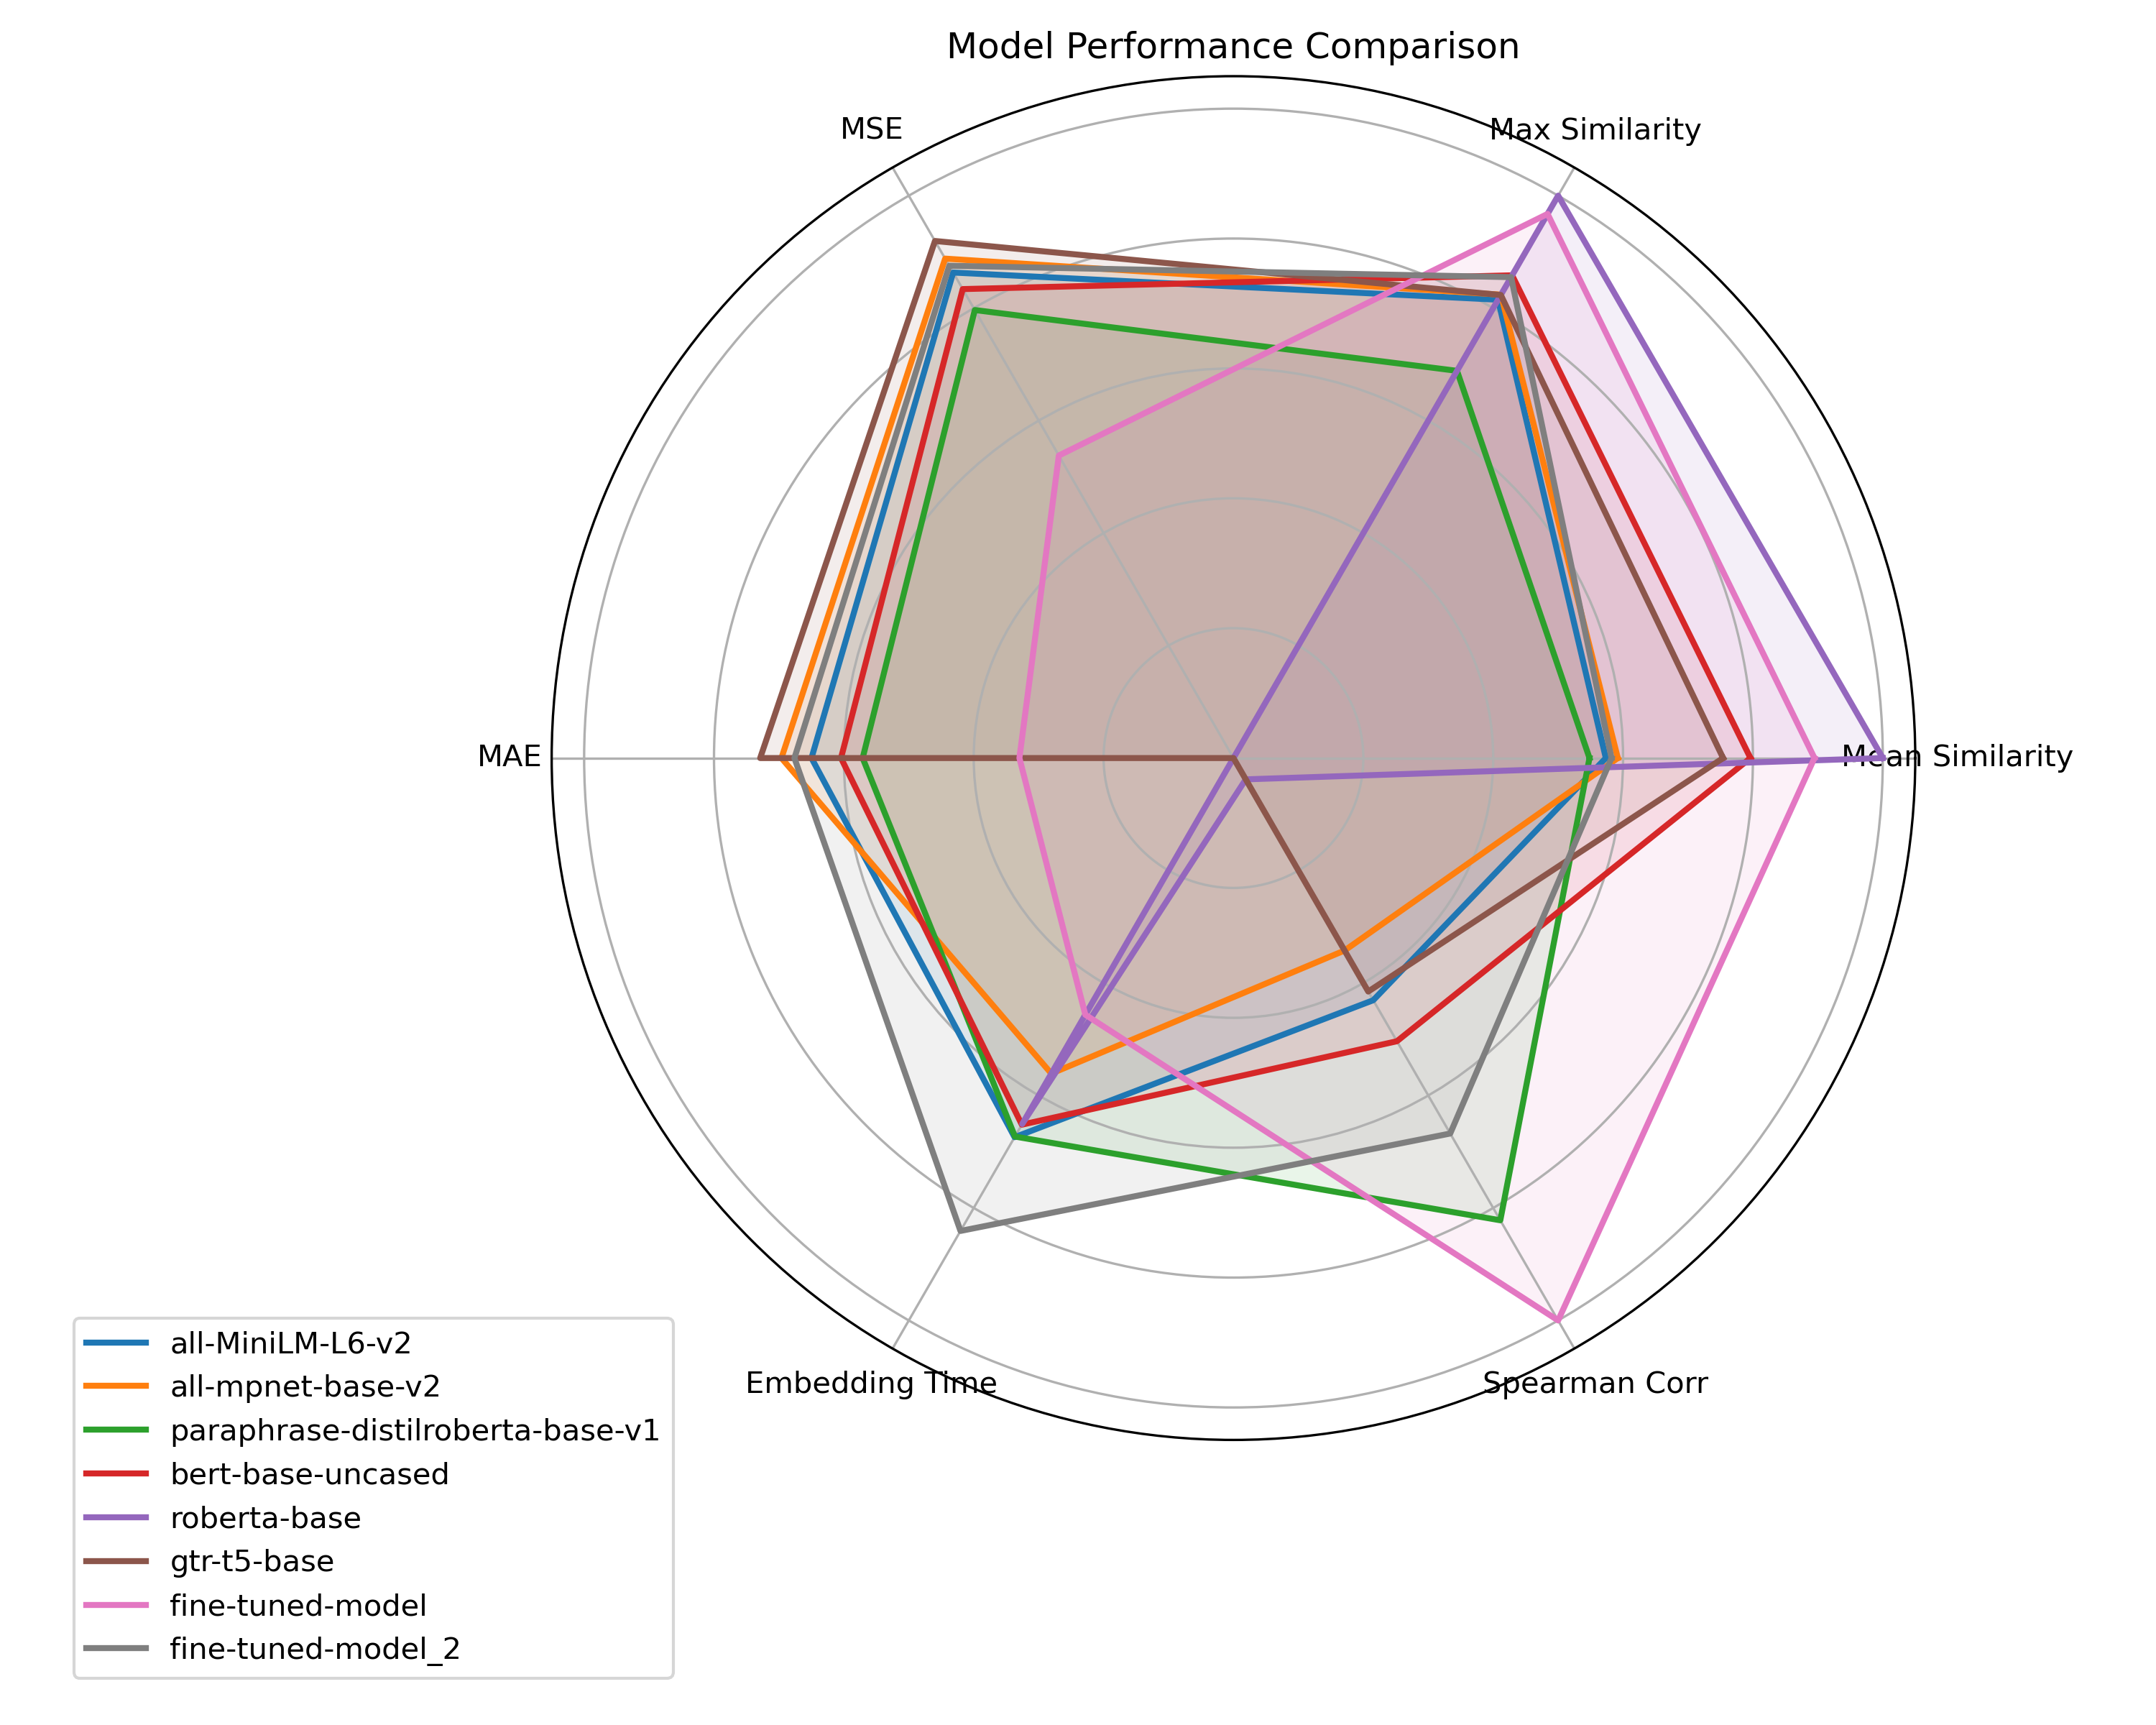 Model Performance Comparison
MSE
Max Similarity
MAE
Mean Similarity
Embedding Time
Spearman Corr
all-MiniLM-L6-v2
all-mpnet-base-v2
paraphrase-distilroberta-base-v1
bert-base-uncased
roberta-base
gtr-t5-base
fine-tuned-model
fine-tuned-model_2